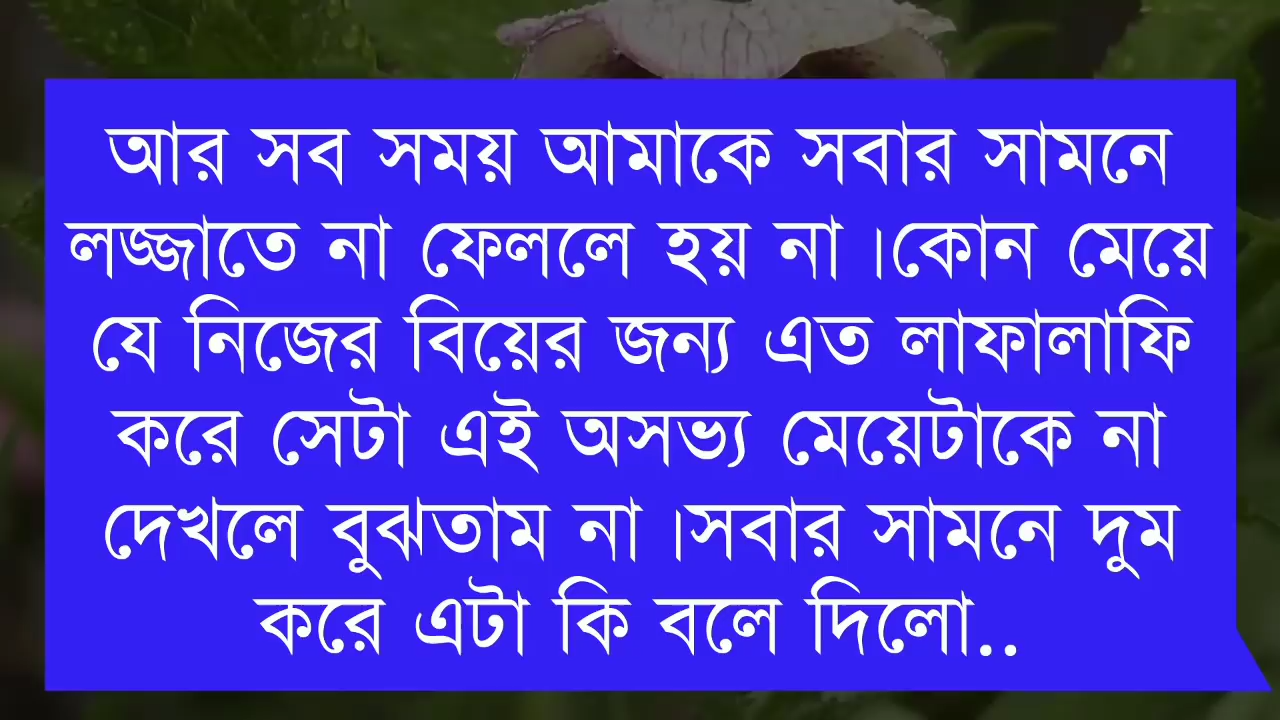 আর সব সময় আমাকে সবার সামনে
লজ্জাতে না ফেললে হয় না।কোন মেয়ে
যে নিজের বিয়ের জন্য এত লাফালাফি
করে সেটা এই অসভ্য মেয়েটাকে না
দেখলে বুঝতাম না।সবার সামনে দুম
করে এটা কি বলে দিলো..